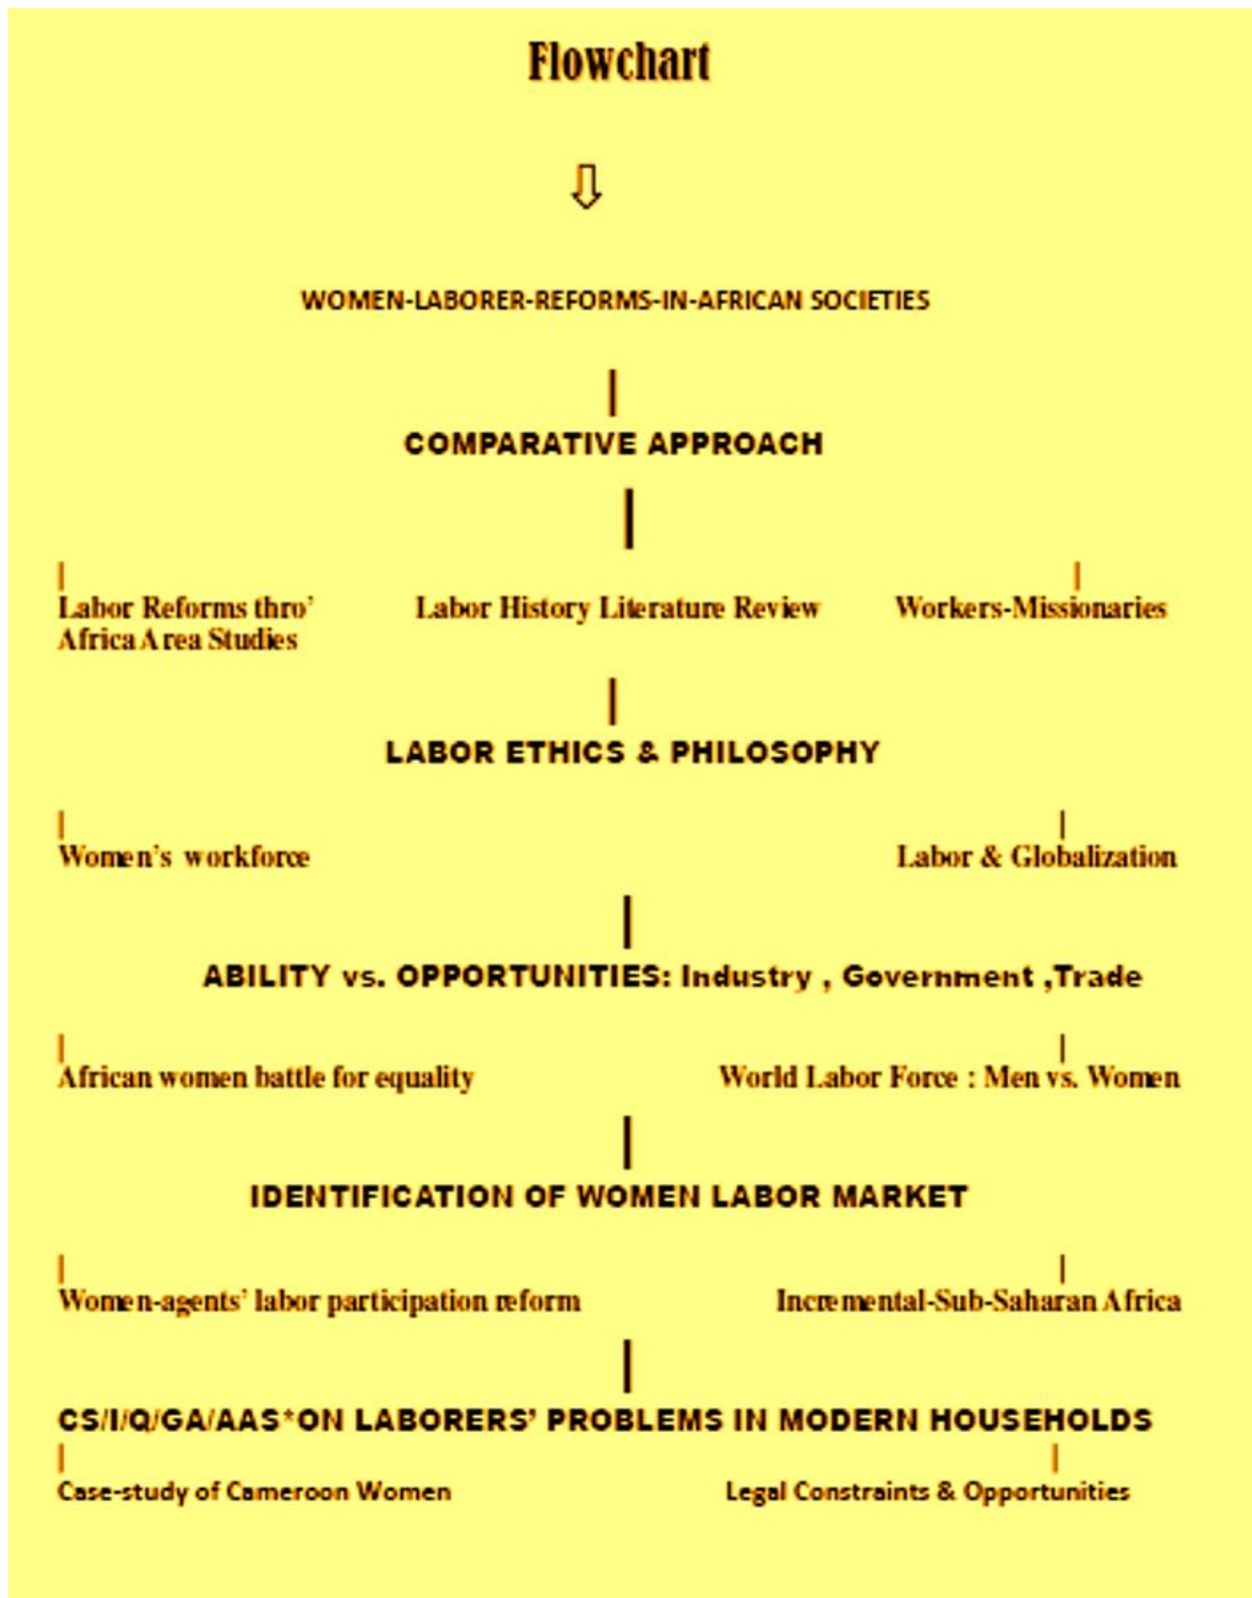 Flowchart
WOMEN-LABORER-REFORMS-IN-AFRICAN SOCIETIES
COMPARATIVE APPROACH
Labor Reforms thro’ Labor History Literature Review Workers-Missionaries
Africa Area Studies
LABOR ETHICS & PHILOSOPHY
Women’s workforce Labor & Globalization
ABILITY vs. OPPORTUNITIES: Industry , Government ,Trade
African women battle for equality World Labor Force : Men vs. Women
IDENTIFICATION OF WOMEN LABOR MARKET
Women-agents’ labor participation reform Incremental-Sub-Saharan Africa
CS/I/Q/GA/AAS*ON LABORERS’ PROBLEMS IN MODERN HOUSEHOLDS
Case-study of Cameroon Women Legal Constraints & Opportunities